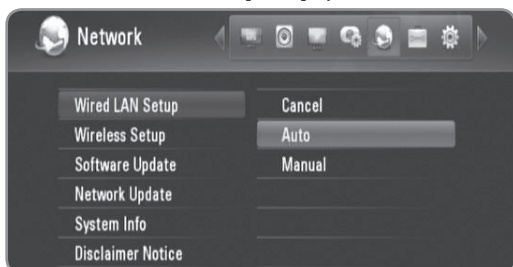 Network
Wired LAN Setup
Cancel
Wireless Setup
Auto
Software Update
Manual
Network Update
System Info
Disclaimer Notice